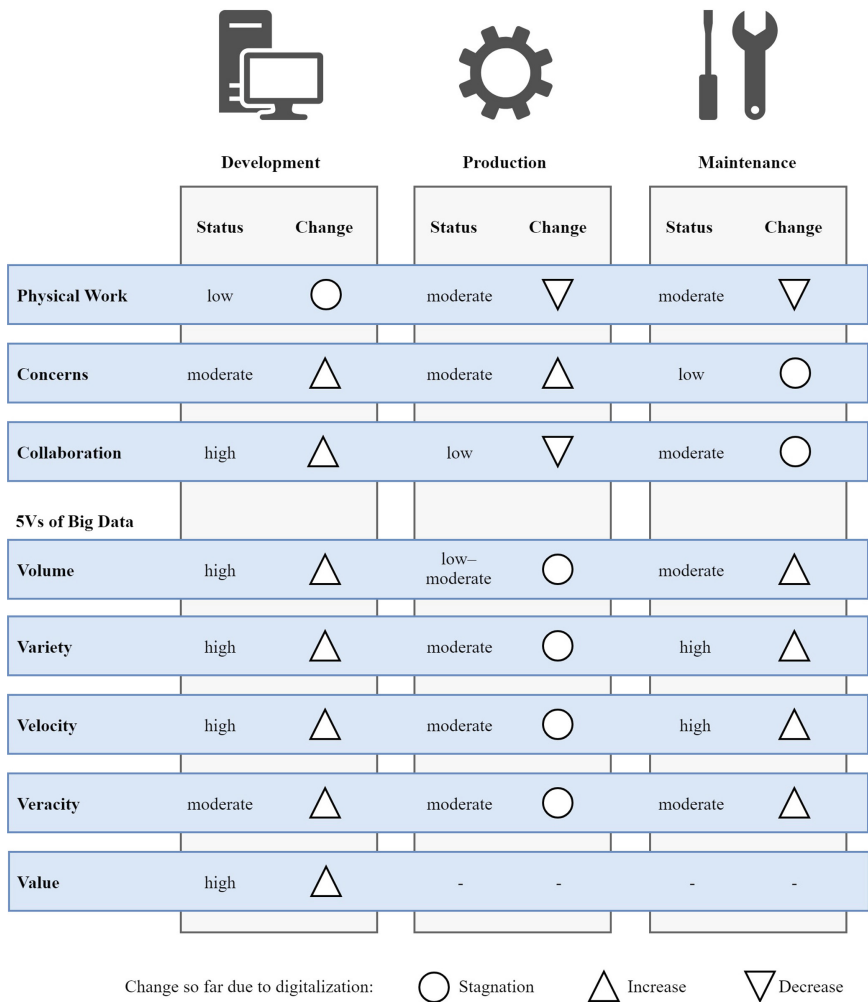 Development Production Maintenance
Status Change Status Change Status Change
Physical Work low moderate moderate
Concerns moderate moderate low
Collaboration high low moderate
5Vs of Big Data
Volume high low–
moderate moderate
Variety high moderate high
Velocity high moderate high
Veracity moderate moderate moderate
Value high - - - -
Change so far due to digitalization: Stagnation Increase Decrease